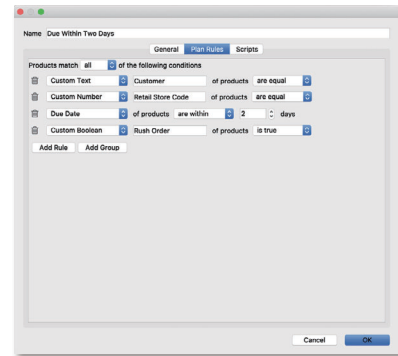 Name Due Within Two Days
General Plan Rules Scripts
Products match all of the following conditions
Custom Text Customer of products are equal
Custom Number Retail Store Code of products are equal
Due Date of products are within 2 days
Custom Boolean Rush Order of products is true
Add Rule Add Group
Cancel OK